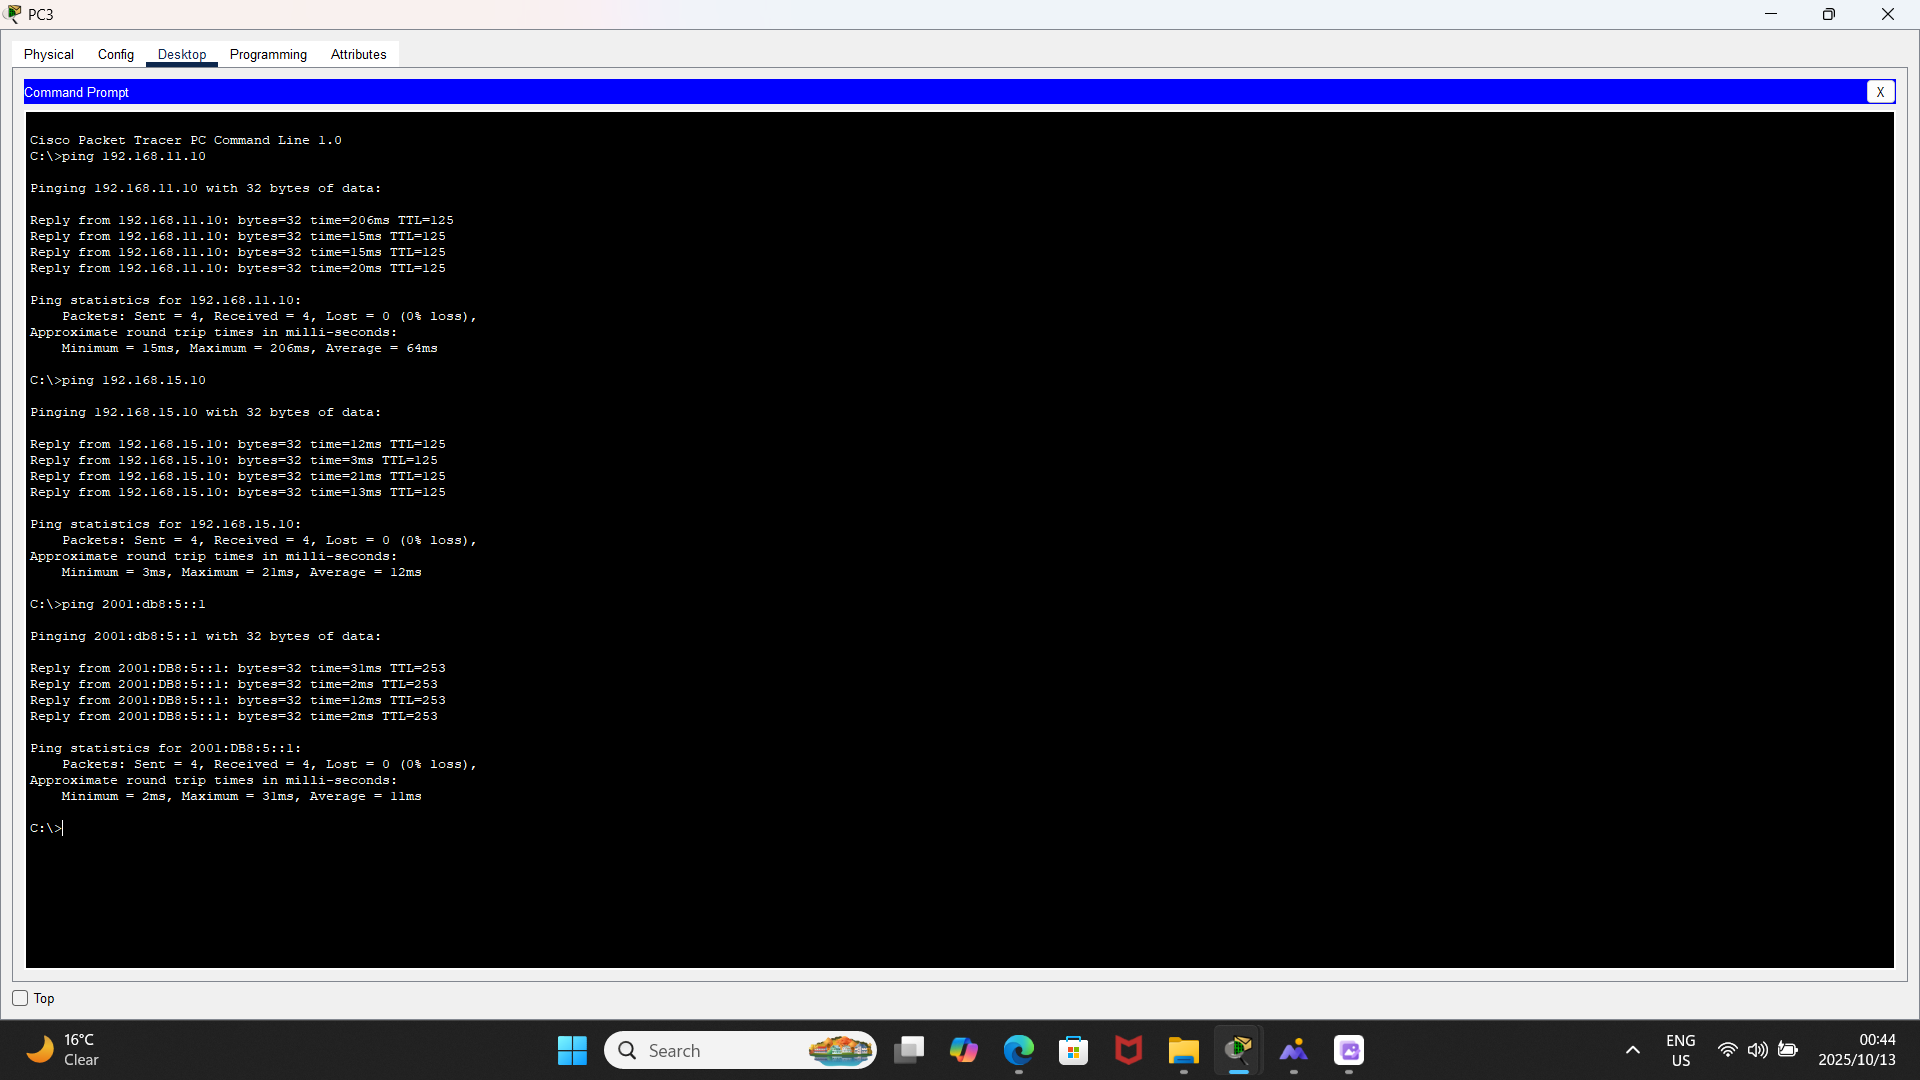 PC3
Physical Config Desktop Programming Attributes
Command Prompt
X
Cisco Packet Tracer PC Command Line 1.0
C:\>ping 192.168.11.10
Pinging 192.168.11.10 with 32 bytes of data:
Reply from 192.168.11.10: bytes=32 time=206ms TTL=125
Reply from 192.168.11.10: bytes=32 time=15ms TTL=125
Reply from 192.168.11.10: bytes=32 time=15ms TTL=125
Reply from 192.168.11.10: bytes=32 time=20ms TTL=125
Ping statistics for 192.168.11.10:
    Packets: Sent = 4, Received = 4, Lost = 0 (0% loss),
Approximate round trip times in milli-seconds:
    Minimum = 15ms, Maximum = 206ms, Average = 64ms
C:\>ping 192.168.15.10
Pinging 192.168.15.10 with 32 bytes of data:
Reply from 192.168.15.10: bytes=32 time=12ms TTL=125
Reply from 192.168.15.10: bytes=32 time=3ms TTL=125
Reply from 192.168.15.10: bytes=32 time=21ms TTL=125
Reply from 192.168.15.10: bytes=32 time=13ms TTL=125
Ping statistics for 192.168.15.10:
    Packets: Sent = 4, Received = 4, Lost = 0 (0% loss),
Approximate round trip times in milli-seconds:
    Minimum = 3ms, Maximum = 21ms, Average = 12ms
C:\>ping 2001:db8:5::1
Pinging 2001:db8:5::1 with 32 bytes of data:
Reply from 2001:DB8:5::1: bytes=32 time=31ms TTL=253
Reply from 2001:DB8:5::1: bytes=32 time=2ms TTL=253
Reply from 2001:DB8:5::1: bytes=32 time=12ms TTL=253
Reply from 2001:DB8:5::1: bytes=32 time=2ms TTL=253
Ping statistics for 2001:DB8:5::1:
    Packets: Sent = 4, Received = 4, Lost = 0 (0% loss),
Approximate round trip times in milli-seconds:
    Minimum = 2ms, Maximum = 31ms, Average = 11ms
C:\>
Top
16°C
Clear
Search
ENG
US
00:44
2025/10/13